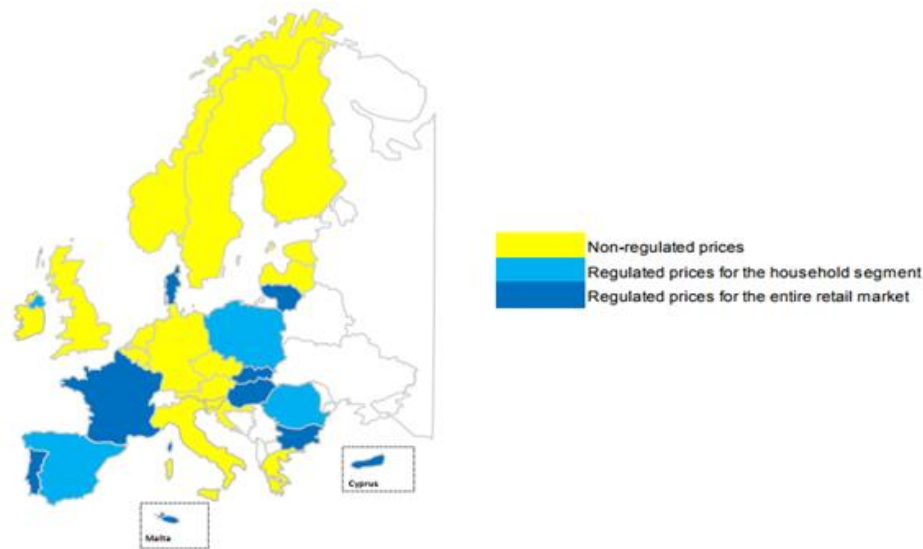 Non-regulated prices
Regulated prices for the household segment
Regulated prices for the entire retail market
Cyprus
Malta